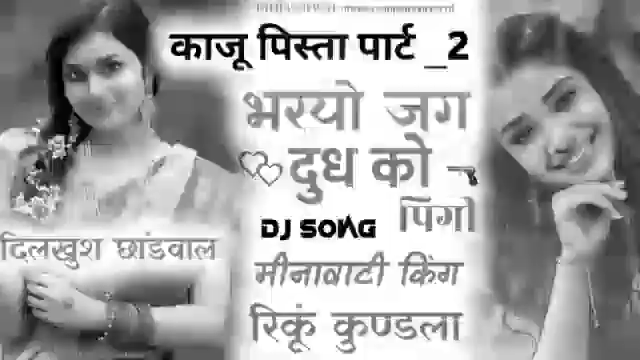 काजू पिस्ता पार्ट _2
भरयो जग
दुध को
पिगी
DJ SONG
दिलखुश छांडवाल
मीनावाटी किंग
रिकूं कुण्डला